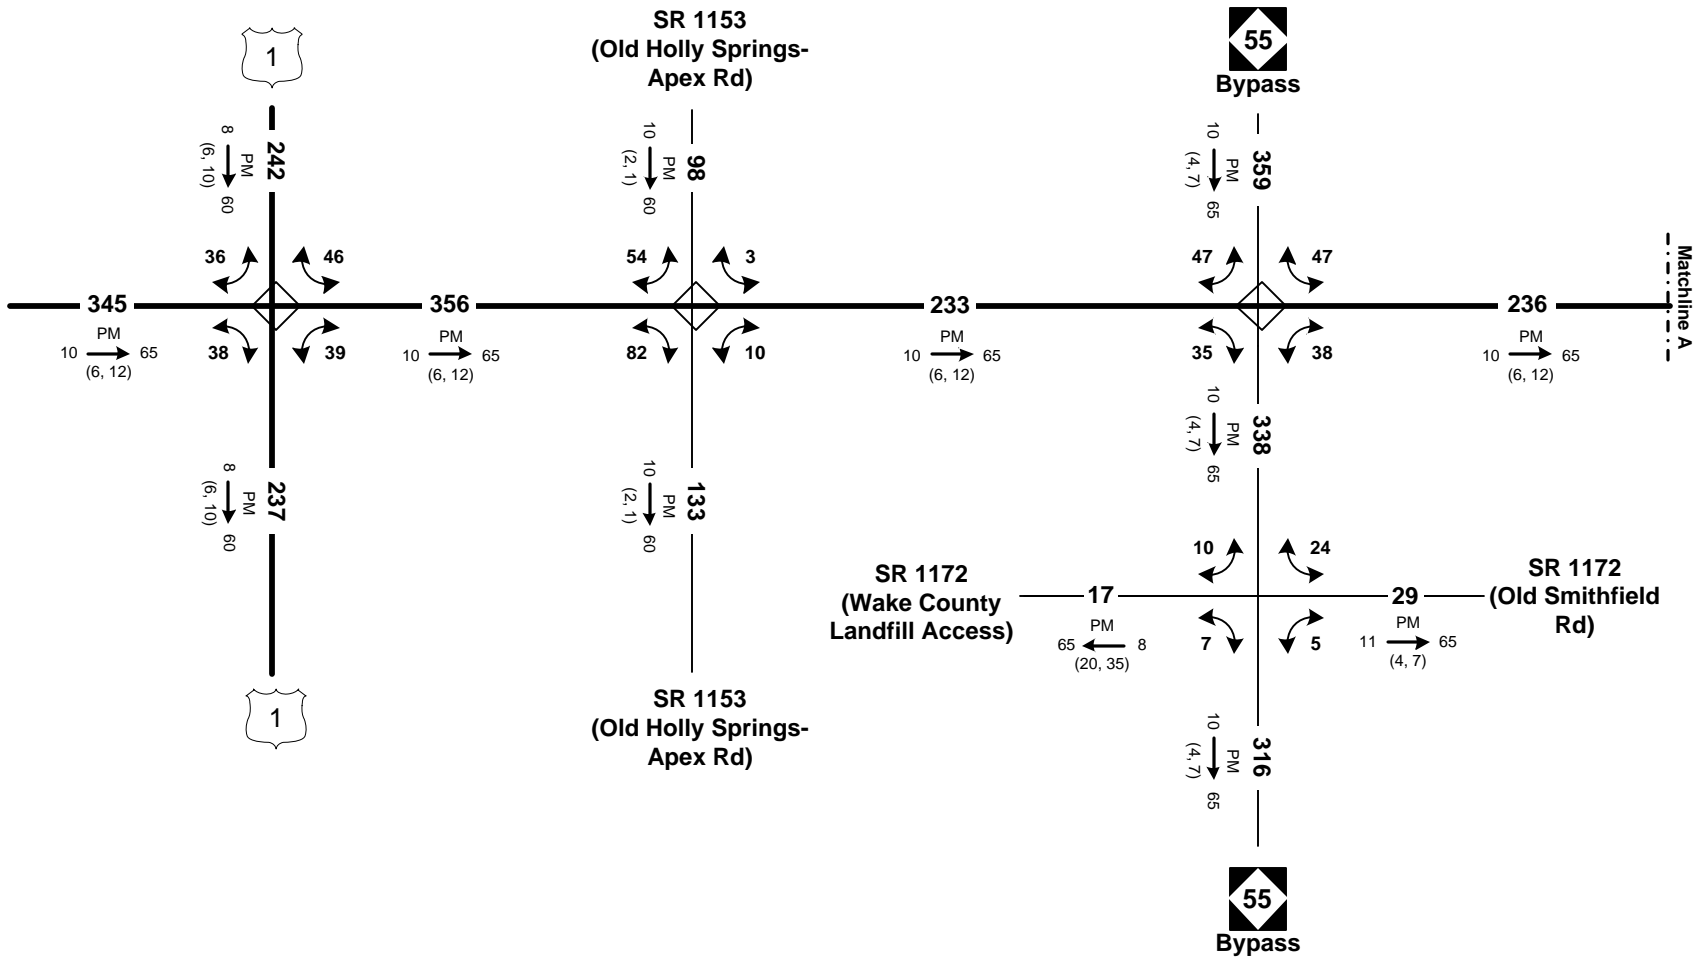 1
SR 1153
(Old Holly Springs-
Apex Rd)
55
Bypass
8
PM
(6, 10)
60
242
10
PM
(2, 1)
60
98
10
PM
(4, 7)
65
359
36
46
54
3
47
47
Matchline A
345
356
233
236
PM
10
65
(6, 12)
38
39
PM
10
65
(6, 12)
82
10
PM
10
65
(6, 12)
35
38
PM
10
65
(6, 12)
10
PM
(4, 7)
65
338
8
PM
(6, 10)
60
237
10
PM
(2, 1)
60
133
10
24
SR 1172
(Wake County
Landfill Access)
17
PM
65
8
(20, 35)
29
PM
11
65
(4, 7)
SR 1172
(Old Smithfield
Rd)
7
5
1
SR 1153
(Old Holly Springs-
Apex Rd)
10
PM
(4, 7)
65
316
55
Bypass